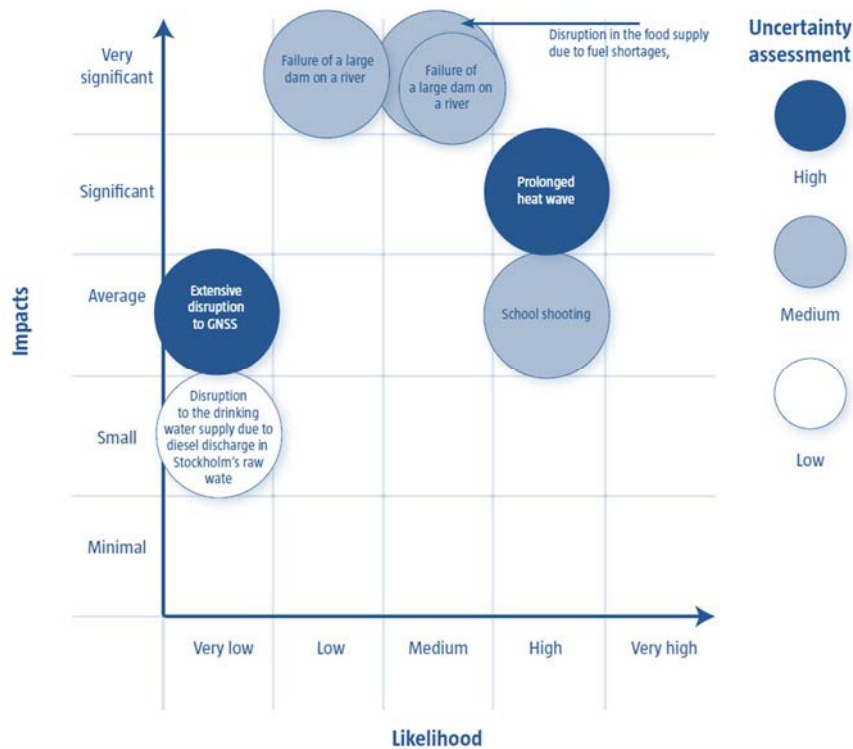 Very
significant
Significant
Average
Small
Minimal
Impacts
Failure of a large
dam on a river
Failure of
a large dam on
a river
Disruption in the food supply
due to fuel shortages,
Prolonged
heat wave
Extensive
disruption
to GNSS
School shooting
Disruption
to the drinking
water supply due to
diesel discharge in
Stockholm's raw
wate
Very low
Low
Medium
High
Very high
Likelihood
Uncertainty
assessment
High
Medium
Low